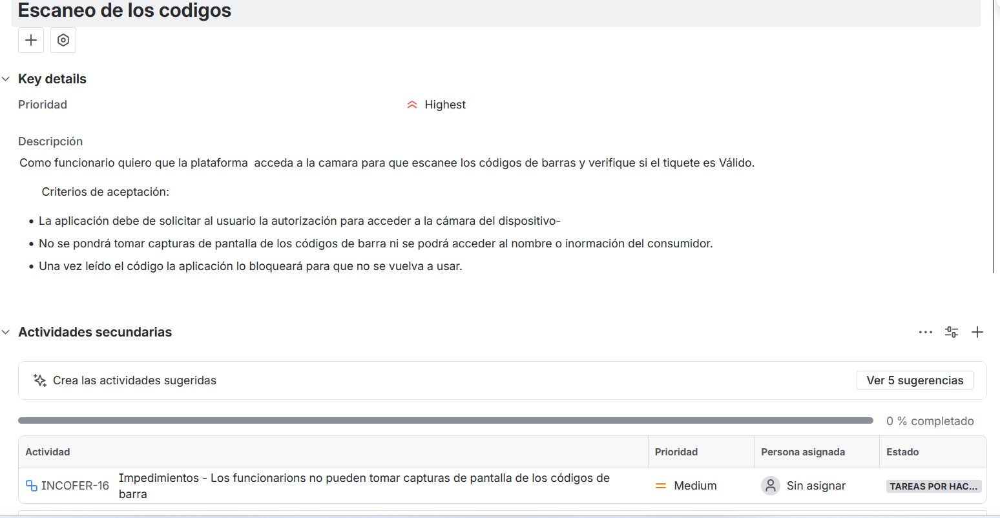 Escaneo de los codigos
Key details
Prioridad
Highest
Descripción
Como funcionario quiero que la plataforma  acceda a la camara para que escanee los códigos de barras y verifique si el tiquete es Válido.
Criterios de aceptación:
• La aplicación debe de solicitar al usuario la autorización para acceder a la cámara del dispositivo-
• No se pondrá tomar capturas de pantalla de los códigos de barra ni se podrá acceder al nombre o inormación del consumidor.
• Una vez leído el código la aplicación lo bloqueará para que no se vuelva a usar.
Actividades secundarias
Crea las actividades sugeridas
Ver 5 sugerencias
0 % completado
Actividad Prioridad Persona asignada Estado
INCOFER-16 Impedimientos - Los funcionarions no pueden tomar capturas de pantalla de los códigos de
barra
Medium Sin asignar TAREAS POR HAC...